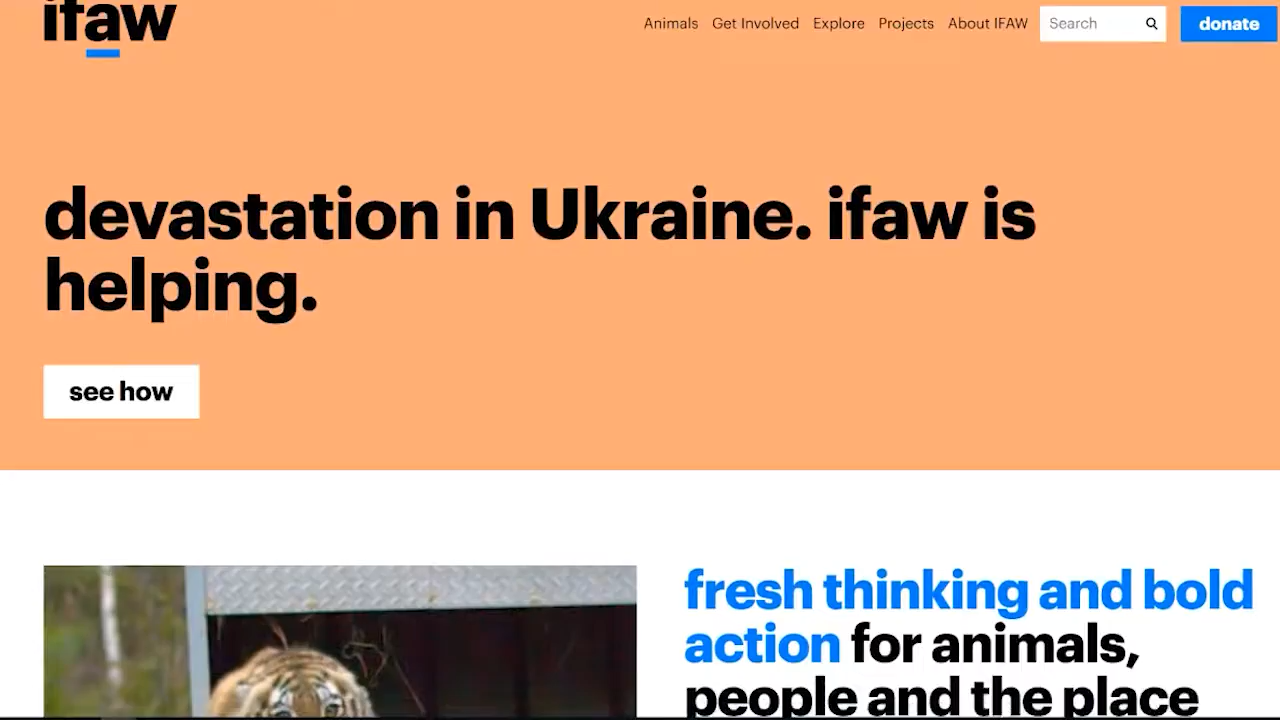 ifaw
Animals Get Involved Explore Projects About IFAW Search donate
devastation in Ukraine. ifaw is
helping.
see how
fresh thinking and bold
action for animals,
people and the place